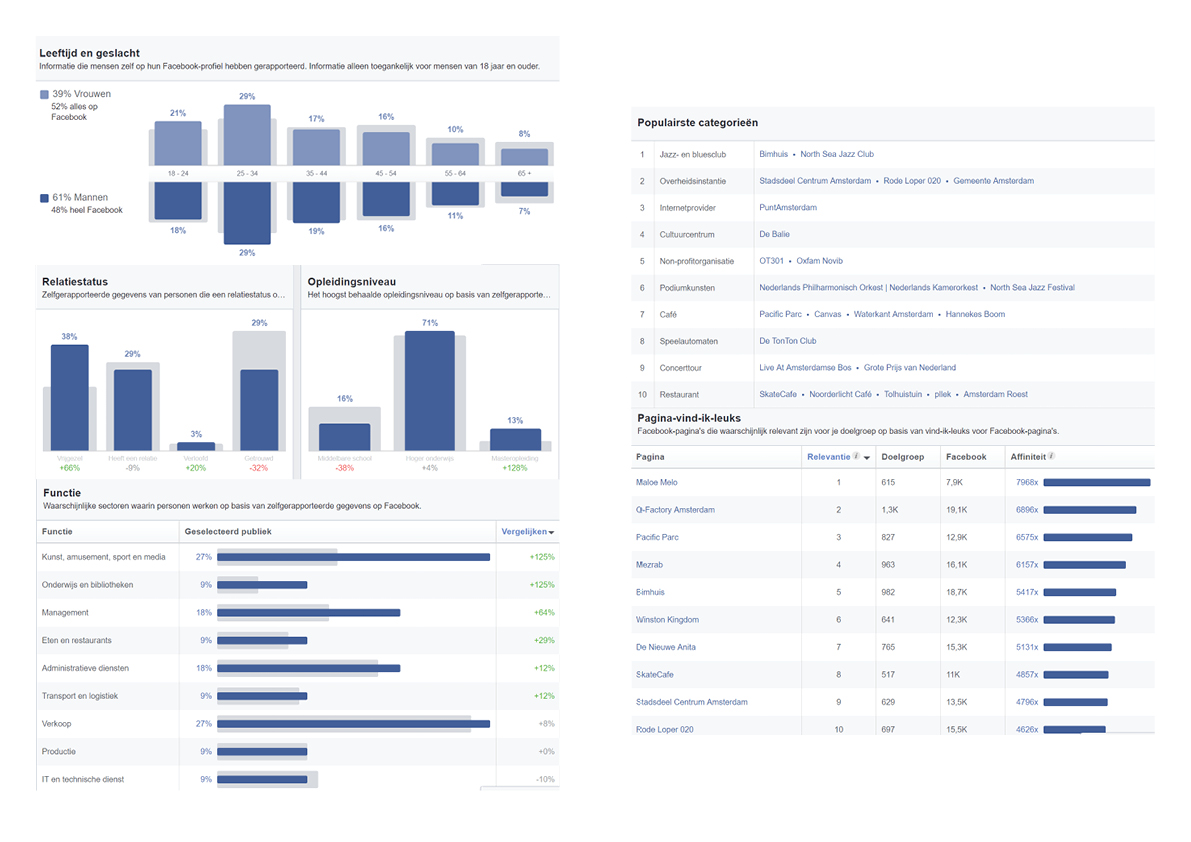 Leeftijd en geslacht
Informatie die mensen zelf op hun Facebook-profiel hebben gerapporteerd. Informatie alleen toegankelijk voor mensen van 18 jaar en ouder.
39% Vrouwen
52% alles op
Facebook
21%
29%
17%
16%
10%
8%
18 - 24
25 - 34
35 - 44
45 - 54
55 - 64
65 +
61% Mannen
48% heel Facebook
18%
29%
19%
16%
11%
7%
Relatiestatus
Zelfgerapporteerde gegevens van personen die een relatiestatus o…
38%
29%
3%
29%
Vrijgezel
Heeft een relatie
Verloofd
Getrouwd
+66%
-9%
+20%
-32%
Opleidingsniveau
Het hoogst behaalde opleidingsniveau op basis van zelfgerapporte…
16%
71%
13%
Middelbare school
Hoger onderwijs
Masteropleiding
-38%
+4%
+128%
Functie
Waarschijnlijke sectoren waarin personen werken op basis van zelfgerapporteerde gegevens op Facebook.
Functie Geselecteerd publiek Vergelijken
Kunst, amusement, sport en media 27% +125%
Onderwijs en bibliotheken 9% +125%
Management 18% +64%
Eten en restaurants 9% +29%
Administratieve diensten 18% +12%
Transport en logistiek 9% +12%
Verkoop 27% +8%
Productie 9% +0%
IT en technische dienst 9% -10%
Populairste categorieën
1 Jazz- en bluesclub Bimhuis • North Sea Jazz Club
2 Overheidsinstantie Stadsdeel Centrum Amsterdam • Rode Loper 020 • Gemeente Amsterdam
3 Internetprovider PuntAmsterdam
4 Cultuurcentrum De Balie
5 Non-profitorganisatie OT301 • Oxfam Novib
6 Podiumkunsten Nederlands Philharmonisch Orkest | Nederlands Kamerorkest • North Sea Jazz Festival
7 Café Pacific Parc • Canvas • Waterkant Amsterdam • Hannekes Boom
8 Speelautomaten De TonTon Club
9 Concerttour Live At Amsterdamse Bos • Grote Prijs van Nederland
10 Restaurant SkateCafe • Noorderlicht Café • Tolhuistuin • pllek • Amsterdam Roest
Pagina-vind-ik-leuks
Facebook-pagina's die waarschijnlijk relevant zijn voor je doelgroep op basis van vind-ik-leuks voor Facebook-pagina's.
Pagina Relevantie i Doelgroep Facebook Affiniteit i
Maloe Melo 1 615 7,9K 7968x
Q-Factory Amsterdam 2 1,3K 19,1K 6896x
Pacific Parc 3 827 12,9K 6575x
Mezrab 4 963 16,1K 6157x
Bimhuis 5 982 18,7K 5417x
Winston Kingdom 6 641 12,3K 5366x
De Nieuwe Anita 7 765 15,3K 5131x
SkateCafe 8 517 11K 4857x
Stadsdeel Centrum Amsterdam 9 629 13,5K 4796x
Rode Loper 020 10 697 15,5K 4626x